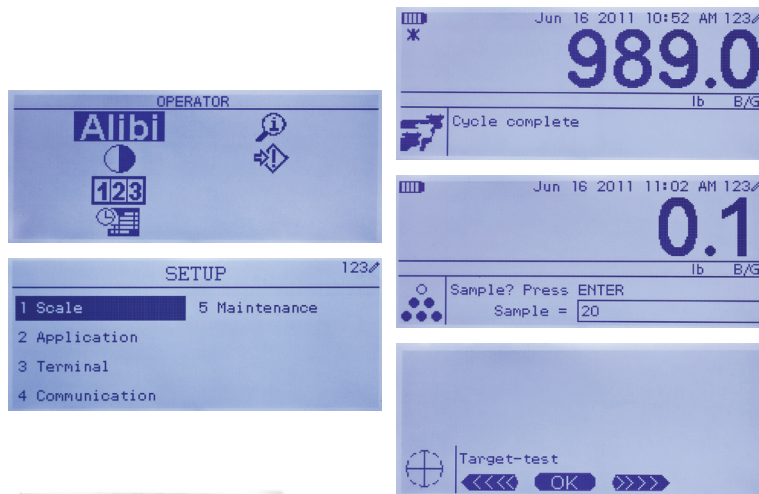 OPERATOR
Alibi
123
SETUP 123
1 Scale 5 Maintenance
2 Application
3 Terminal
4 Communication
Jun 16 2011 10:52 AM 123
989.0
lb B/G
Cycle complete
Jun 16 2011 11:02 AM 123
0.1
lb B/G
Sample? Press ENTER
Sample = 20
Target-test
<<<< OK >>>>